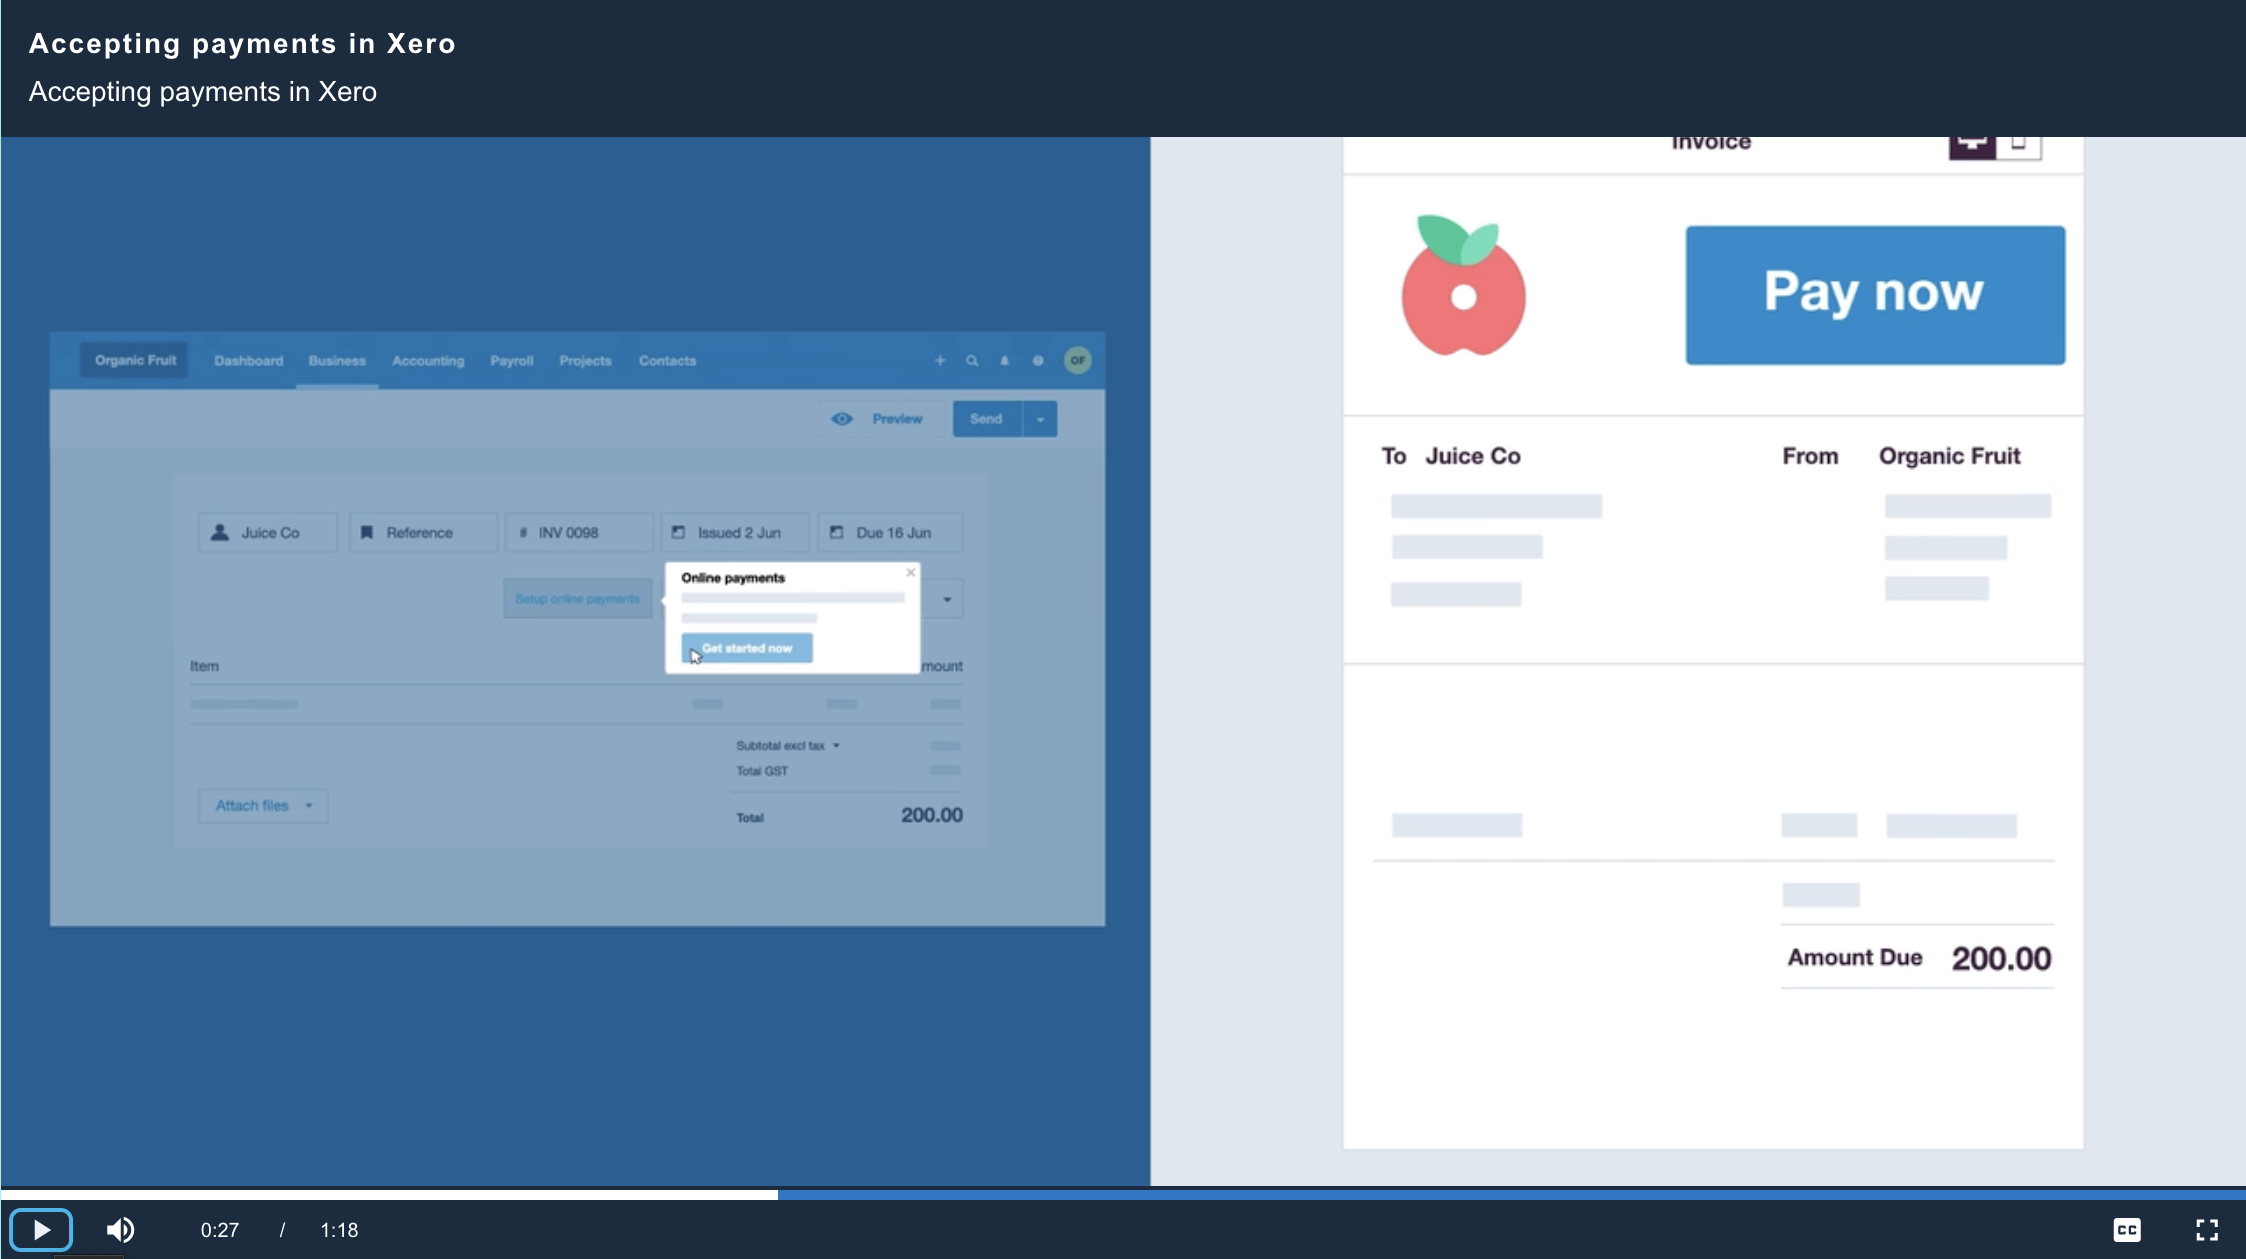 Accepting payments in Xero
Accepting payments in Xero
Organic Fruit Dashboard Business Accounting Payroll Projects Contacts OF
Preview Send
Juice Co Reference # INV 0098 Issued 2 Jun Due 16 Jun
Setup online payments
Online payments
Get started now
Item mount
Subtotal excl tax
Total GST
Attach files
Total 200.00
Invoice
Pay now
To Juice Co From Organic Fruit
Amount Due 200.00
0:27 / 1:18
CC